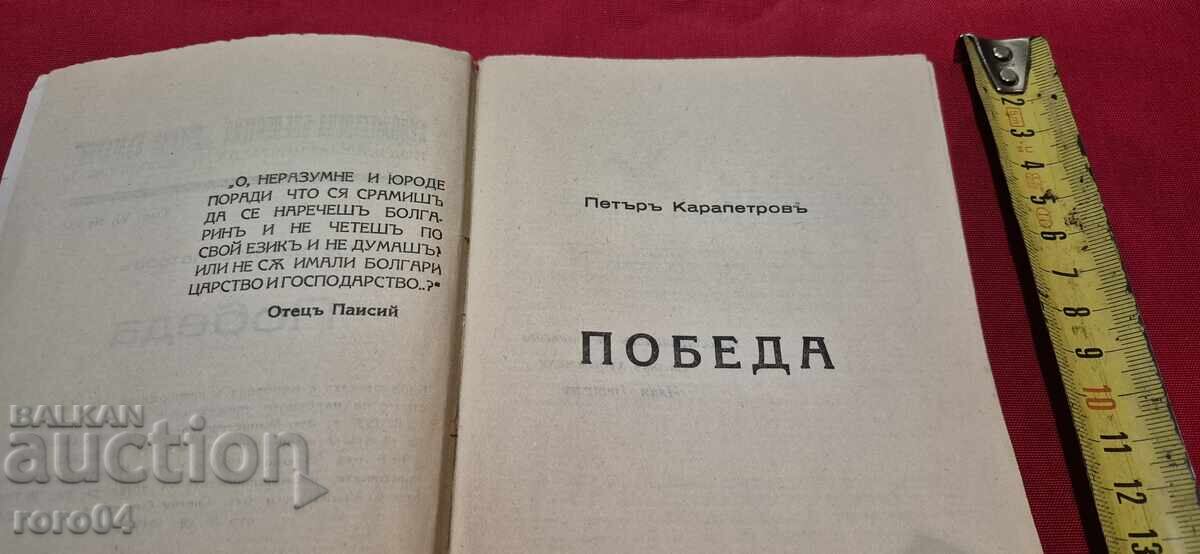 „О, НЕРАЗУМНЕ И ЮРОДЕ
ПОРАДИ ЧТО СЯ СРАМИШЪ
ДА СЕ НАРЕЧЕШЪ БОЛГА-
РИНЪ И НЕ ЧЕТЕШЪ ПО
СВОЙ ЕЗИКЪ И НЕ ДУМАШЪ?
ИЛИ НЕ СѪ ИМАЛИ БОЛГАРИ
ЦАРСТВО И ГОСПОДАРСТВО..?“
Отецъ Паисий
Петъръ Карапетровъ
ПОБЕДА
2
3
4
5
6
7
8
9
10
11
12
13
BALKAN
auction
roro04